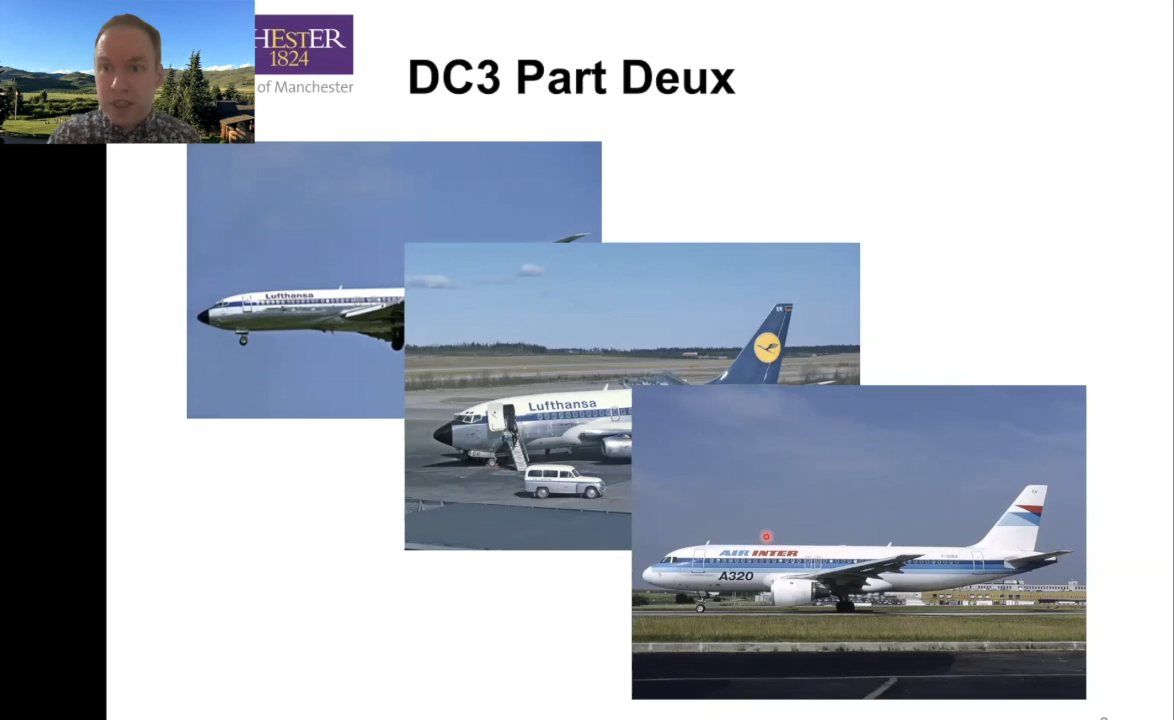 HESTER
1824
of Manchester
DC3 Part Deux
Lufthansa
Lufthansa
AIR INTER
A320